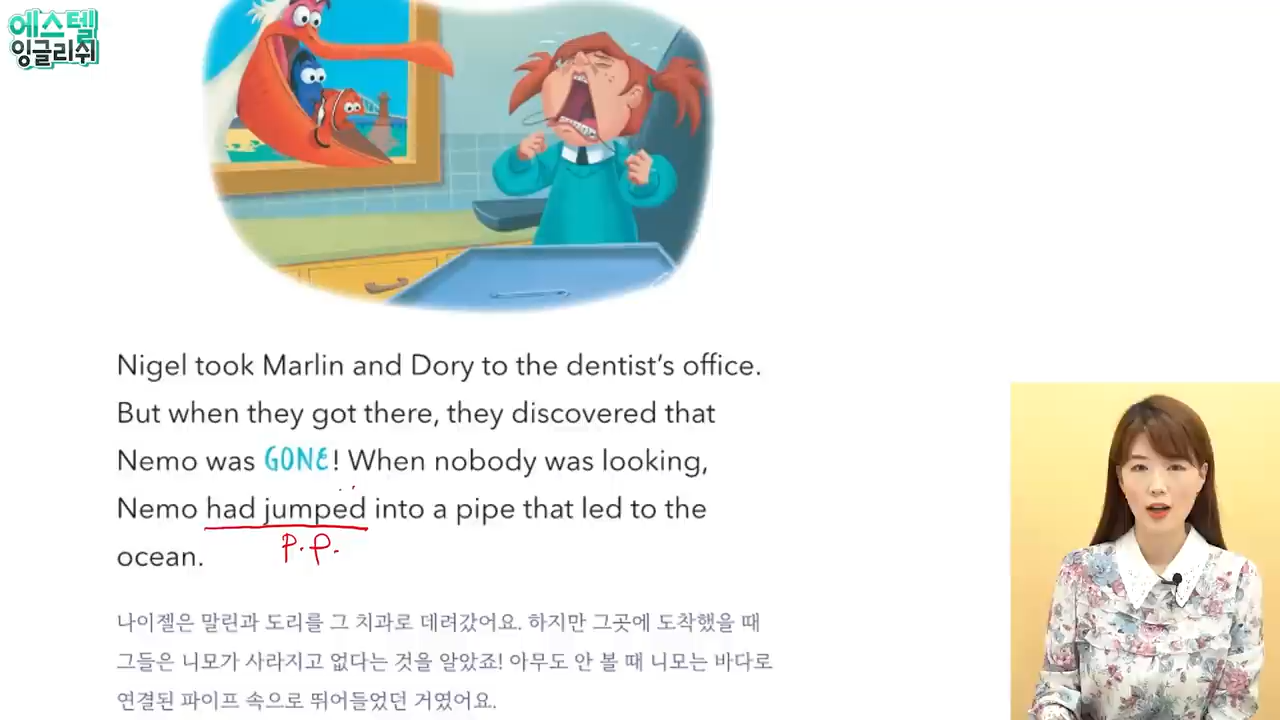 에스텔
잉글리쉬
Nigel took Marlin and Dory to the dentist's office.
But when they got there, they discovered that
Nemo was GONE! When nobody was looking,
Nemo had jumped into a pipe that led to the
ocean.
p.p.
나이젤은 말린과 도리를 그 치과로 데려갔어요. 하지만 그곳에 도착했을 때
그들은 니모가 사라지고 없다는 것을 알았죠! 아무도 안 볼 때 니모는 바다로
연결된 파이프 속으로 뛰어들었던 거였어요.